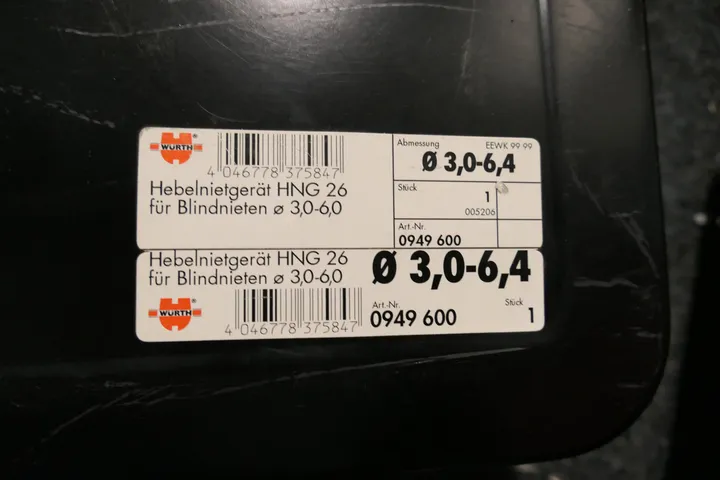 WÜRTH
®
4 046778 375847
Hebelnietgerät HNG 26
für Blindnieten ø 3,0-6,0
Abmessung EEWK 99 99
Ø 3,0-6,4
Stück
1
005206
Art.-Nr.
0949 600
Hebelnietgerät HNG 26
für Blindnieten ø 3,0-6,0
Ø 3,0-6,4
WÜRTH
®
4 046778 375847
Art.-Nr.
0949 600
Stück
1